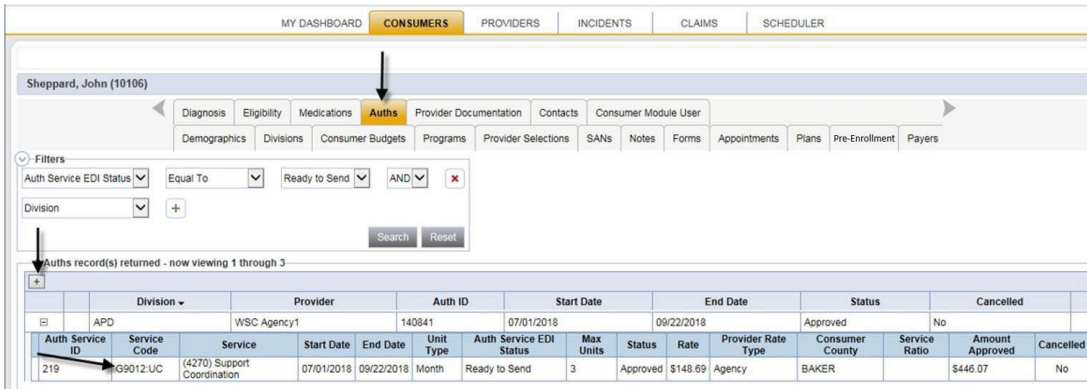 MY DASHBOARD CONSUMERS PROVIDERS INCIDENTS CLAIMS SCHEDULER
Sheppard, John (10106)
Diagnosis Eligibility Medications Auths Provider Documentation Contacts Consumer Module User
Demographics Divisions Consumer Budgets Programs Provider Selections SANs Notes Forms Appointments Plans Pre-Enrollment Payers
Filters
Auth Service EDI Status Equal To Ready to Send AND
Division
Search Reset
Auths record(s) returned - now viewing 1 through 3
Division Provider Auth ID Start Date End Date Status Cancelled
APD WSC Agency1 140841 07/01/2018 09/22/2018 Approved No
Auth Service ID Service Code Service Start Date End Date Unit Type Auth Service EDI Status Max Units Status Rate Provider Rate Type Consumer County Service Ratio Amount Approved Cancelled
219 G9012:UC (4270) Support Coordination 07/01/2018 09/22/2018 Month Ready to Send 3 Approved $148.69 Agency BAKER $446.07 No